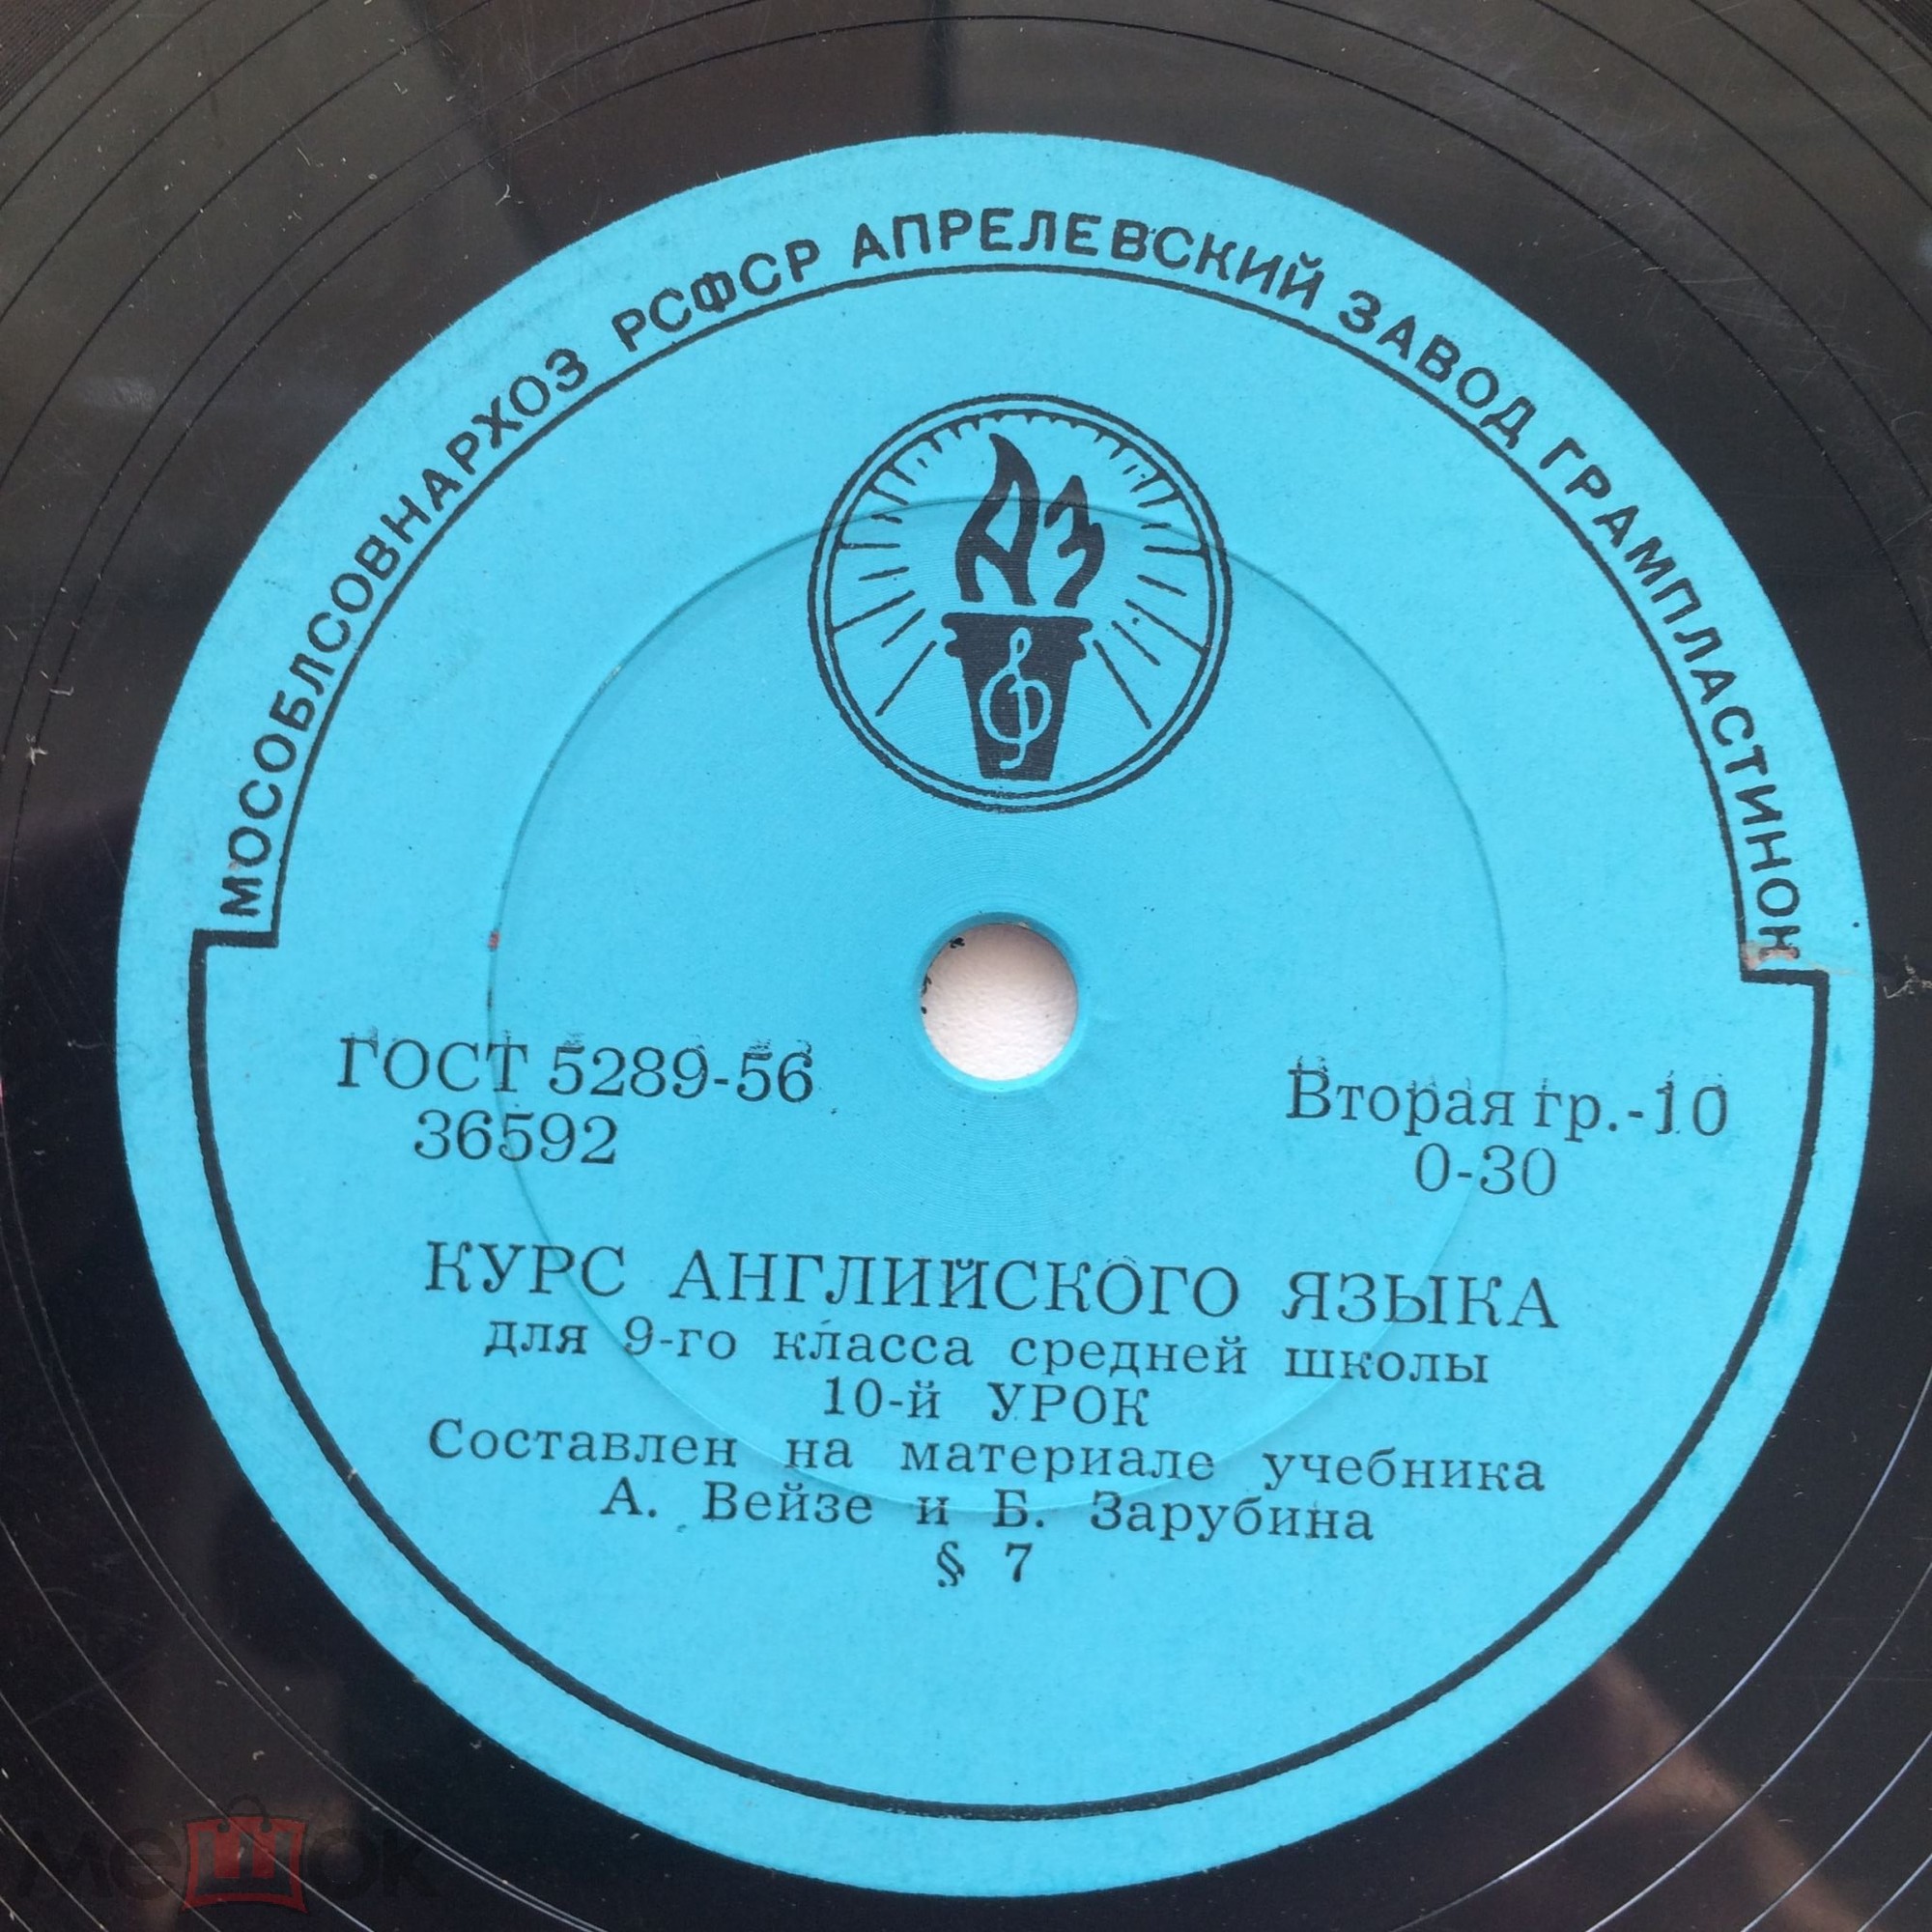 МОСОБЛСОВНАРХОЗ РСФСР АПРЕЛЕВСКИЙ ЗАВОД ГРАМПЛАСТИНОК
АЗ
ГОСТ 5289-56
36592
Вторая гр.-10
0-30
КУРС АНГЛИЙСКОГО ЯЗЫКА
для 9-го класса средней школы
10-й УРОК
Составлен на материале учебника
А. Вейзе и Б. Зарубина
§ 7
мешок